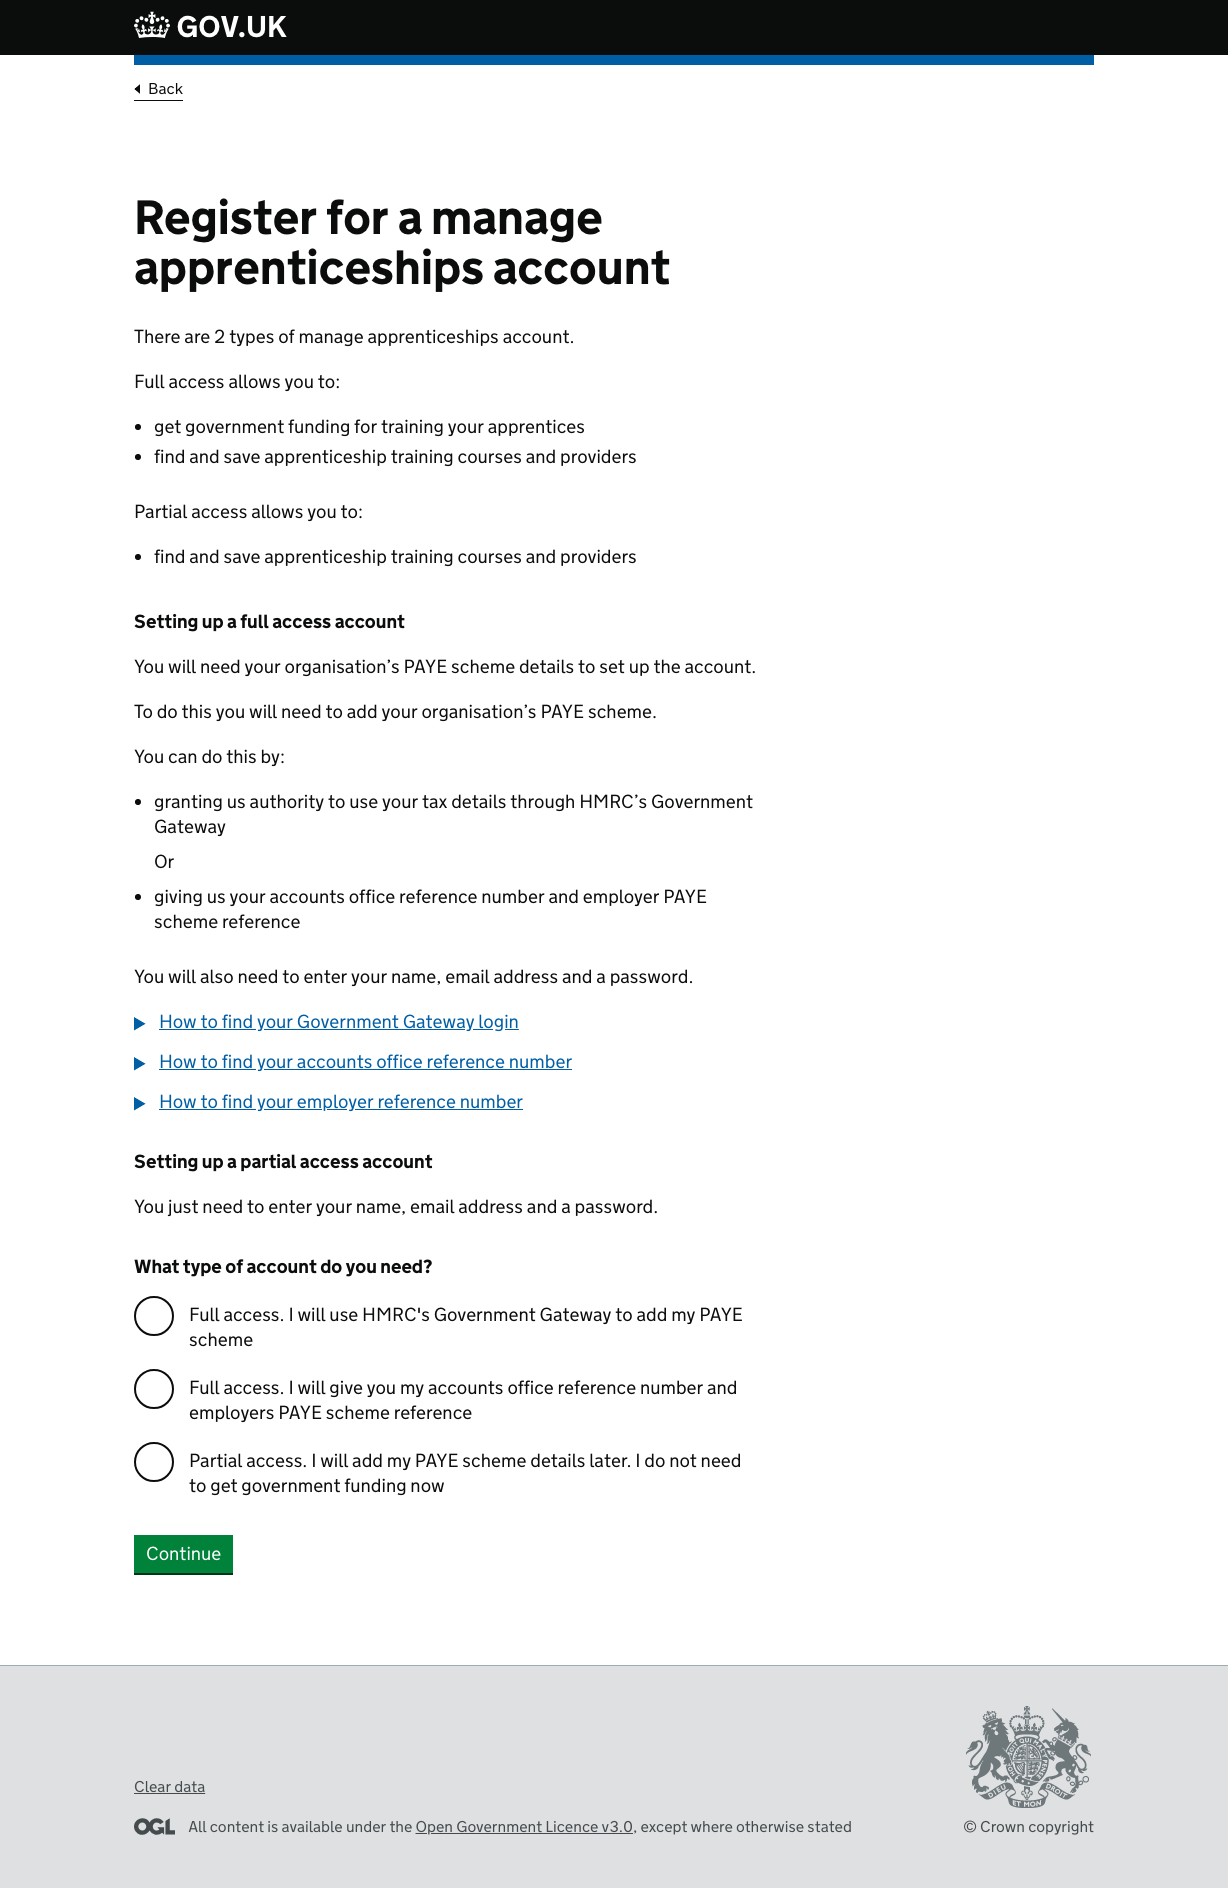 GOV.UK
Back
Register for a manage
apprenticeships account
There are 2 types of manage apprenticeships account.
Full access allows you to:
• get government funding for training your apprentices
• find and save apprenticeship training courses and providers
Partial access allows you to:
• find and save apprenticeship training courses and providers
Setting up a full access account
You will need your organisation’s PAYE scheme details to set up the account.
To do this you will need to add your organisation’s PAYE scheme.
You can do this by:
• granting us authority to use your tax details through HMRC’s Government
Gateway
Or
• giving us your accounts office reference number and employer PAYE
scheme reference
You will also need to enter your name, email address and a password.
How to find your Government Gateway login
How to find your accounts office reference number
How to find your employer reference number
Setting up a partial access account
You just need to enter your name, email address and a password.
What type of account do you need?
Full access. I will use HMRC's Government Gateway to add my PAYE
scheme
Full access. I will give you my accounts office reference number and
employers PAYE scheme reference
Partial access. I will add my PAYE scheme details later. I do not need
to get government funding now
Continue
Clear data
OGL All content is available under the Open Government Licence v3.0, except where otherwise stated
DIEU ET MON DROIT
© Crown copyright